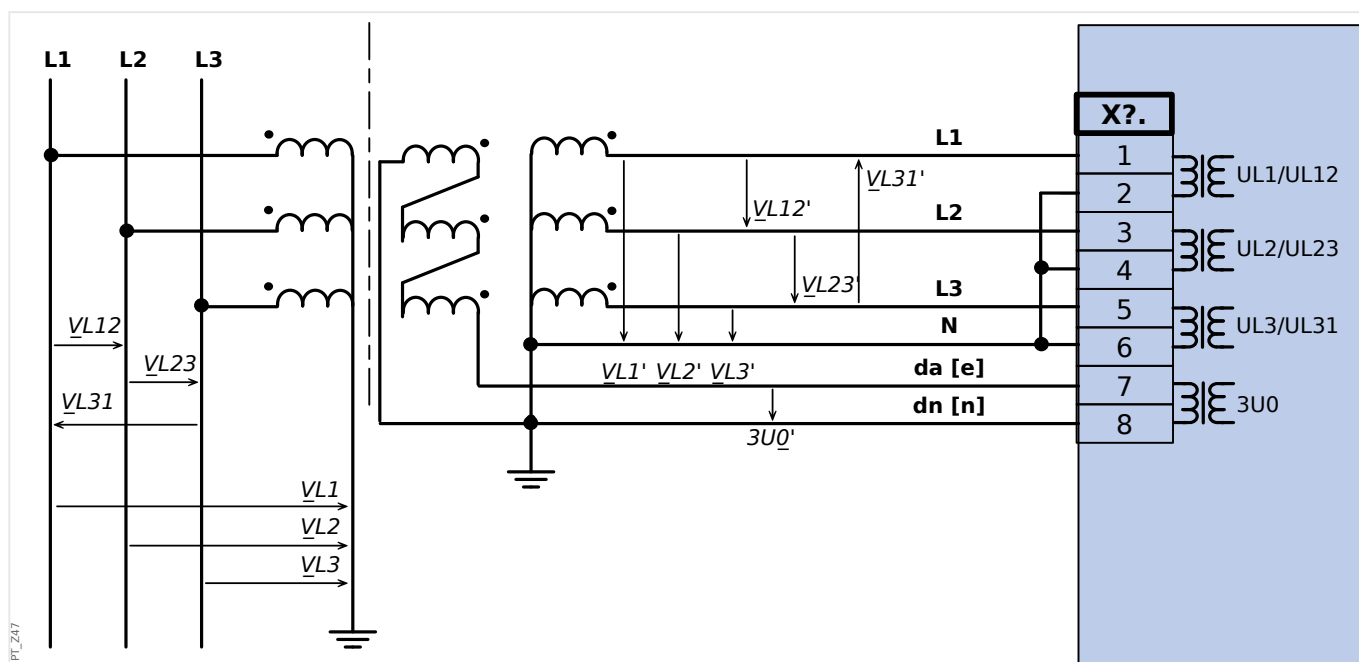 L1 L2 L3
X?.
L1
1
UL1/UL12
VL31'
2
VL12'
L2
3
UL2/UL23
4
VL23'
L3
5
UL3/UL31
VL12
N
6
VL23
VL1' VL2' VL3'
da [e]
7
VL31
dn [n]
3U0
8
3U0'
VL1
VL2
VL3
PT_Z47